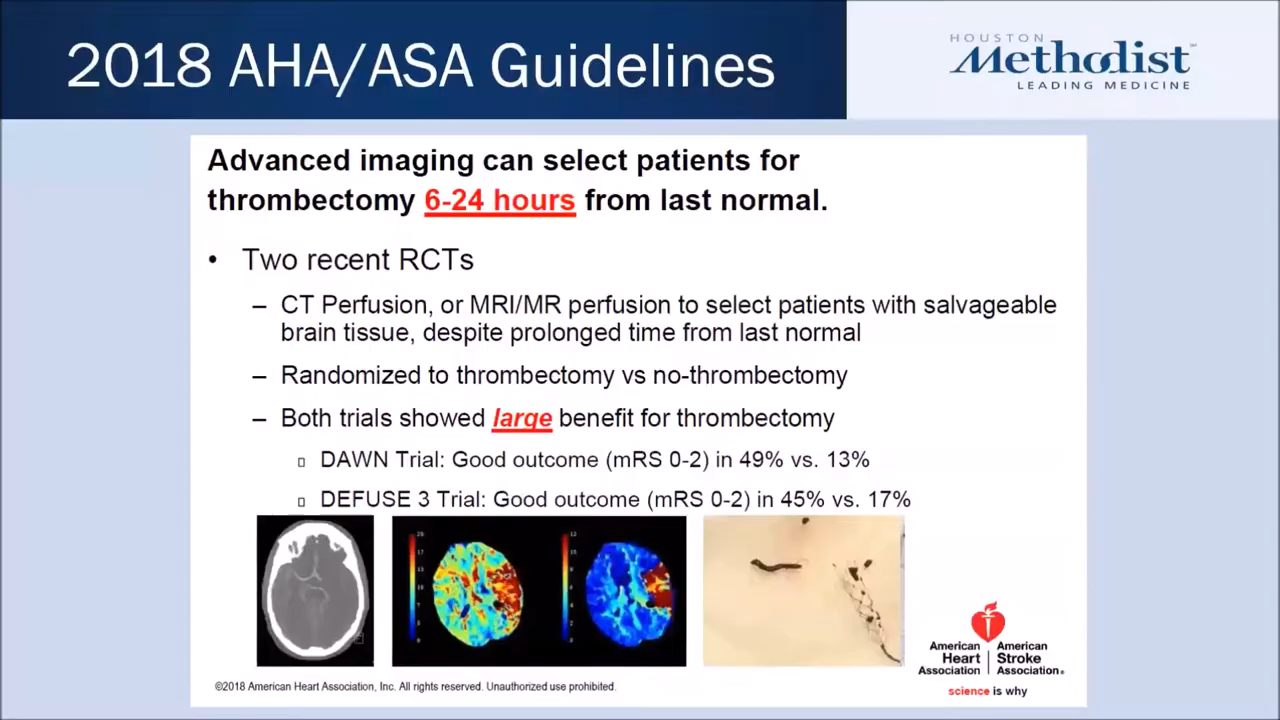 2018 AHA/ASA Guidelines
HOUSTON
Methodist
LEADING MEDICINE
Advanced imaging can select patients for
thrombectomy 6-24 hours from last normal.
• Two recent RCTs
– CT Perfusion, or MRI/MR perfusion to select patients with salvageable
brain tissue, despite prolonged time from last normal
– Randomized to thrombectomy vs no-thrombectomy
– Both trials showed large benefit for thrombectomy
DAWN Trial: Good outcome (mRS 0-2) in 49% vs. 13%
DEFUSE 3 Trial: Good outcome (mRS 0-2) in 45% vs. 17%
American
Heart
Association
American
Stroke
Association®
science is why
©2018 American Heart Association, Inc. All rights reserved. Unauthorized use prohibited.